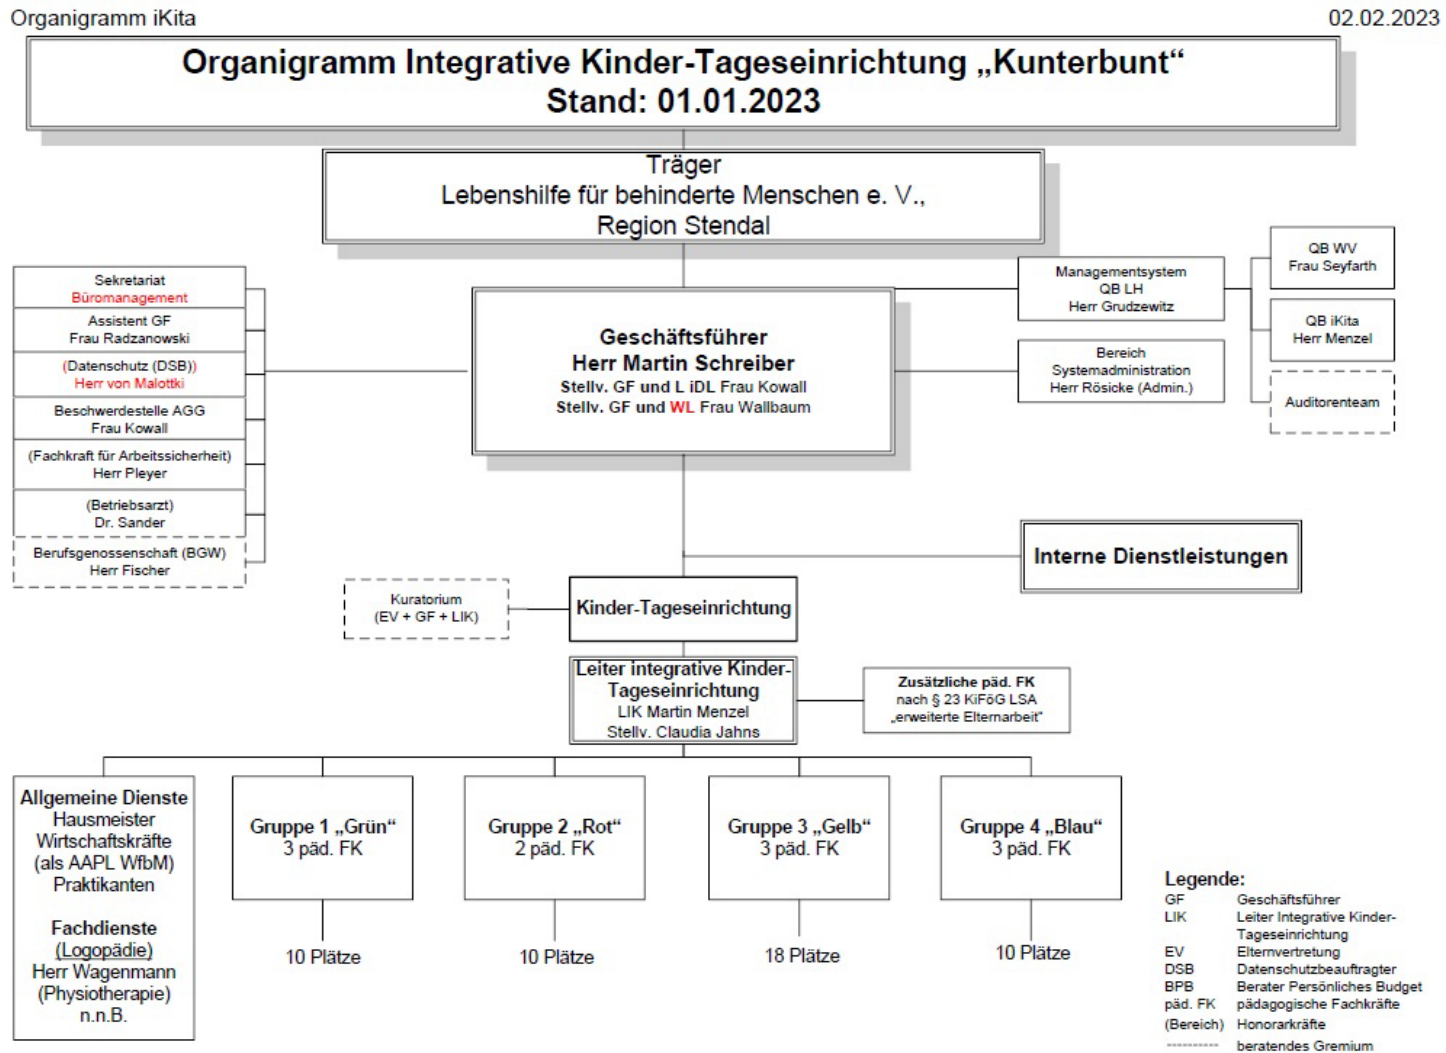 Organigramm iKita
02.02.2023
Organigramm Integrative Kinder-Tageseinrichtung „Kunterbunt“
Stand: 01.01.2023
Träger
Lebenshilfe für behinderte Menschen e. V.,
Region Stendal
Sekretariat
Büromanagement
Assistent GF
Frau Radzanowski
(Datenschutz (DSB))
Herr von Malottki
Beschwerdestelle AGG
Frau Kowall
(Fachkraft für Arbeitssicherheit)
Herr Pleyer
(Betriebsarzt)
Dr. Sander
Berufsgenossenschaft (BGW)
Herr Fischer
Geschäftsführer
Herr Martin Schreiber
Stellv. GF und L iDL Frau Kowall
Stellv. GF und WL Frau Wallbaum
Managementsystem
QB LH
Herr Grudzewitz
Bereich
Systemadministration
Herr Rösicke (Admin.)
QB WV
Frau Seyfarth
QB iKita
Herr Menzel
Auditorenteam
Interne Dienstleistungen
Kuratorium
(EV + GF + LIK)
Kinder-Tageseinrichtung
Leiter integrative Kinder-
Tageseinrichtung
LIK Martin Menzel
Stellv. Claudia Jahns
Zusätzliche päd. FK
nach § 23 KiFöG LSA
„erweiterte Elternarbeit“
Allgemeine Dienste
Hausmeister
Wirtschaftskräfte
(als AAPL WfbM)
Praktikanten
Fachdienste
(Logopädie)
Herr Wagenmann
(Physiotherapie)
n.n.B.
Gruppe 1 „Grün“
3 päd. FK
10 Plätze
Gruppe 2 „Rot“
2 päd. FK
10 Plätze
Gruppe 3 „Gelb“
3 päd. FK
18 Plätze
Gruppe 4 „Blau“
3 päd. FK
10 Plätze
Legende:
GF Geschäftsführer
LIK Leiter Integrative Kinder-
Tageseinrichtung
EV Elternvertretung
DSB Datenschutzbeauftragter
BPB Berater Persönliches Budget
päd. FK pädagogische Fachkräfte
(Bereich) Honorarkräfte
---------- beratendes Gremium